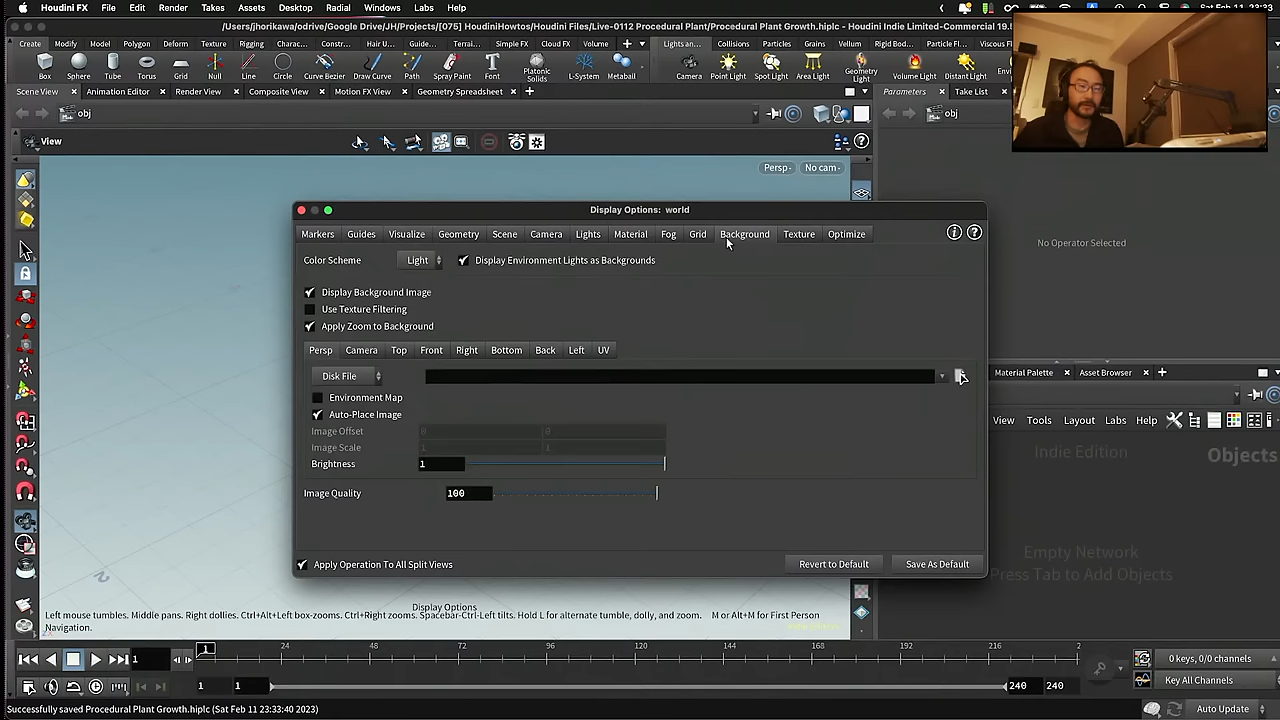 Houdini FX File Edit Render Takes Assets Desktop Radial Windows Labs Help Sat Feb 11 23:33
/Users/jhorikawa/odrive/Google Drive/JH/Projects/[075] HoudiniHowtos/Houdini Files/Live-0112 Procedural Plant/Procedural Plant Growth.hiplc - Houdini Indie Limited-Commercial 19.
Create Modify Model Polygon Deform Texture Rigging Charac... Constr... Hair U... Guide... Terrai... Simple FX Cloud FX Volume Lights an... Collisions Particles Grains Vellum Rigid Bod... Particle Fl... Viscous F
Box Sphere Tube Torus Grid Null Line Circle Curve Bezier Draw Curve Path Spray Paint Font Platonic Solids L-System Metaball Camera Point Light Spot Light Area Light Geometry Light Volume Light Distant Light
Scene View Animation Editor Render View Composite View Motion FX View Geometry Spreadsheet Parameters Take List
obj obj
View
Persp No cam
No Operator Selected
Display Options: world
Markers Guides Visualize Geometry Scene Camera Lights Material Fog Grid Background Texture Optimize
Color Scheme Light Display Environment Lights as Backgrounds
Display Background Image
Use Texture Filtering
Apply Zoom to Background
Persp Camera Top Front Right Bottom Back Left UV
Disk File
Environment Map
Auto-Place Image
Image Offset 0 0
Image Scale 1 1
Brightness 1
Image Quality 100
Apply Operation To All Split Views Revert to Default Save As Default
Material Palette Asset Browser
View Tools Layout Labs Help
Indie Edition Objects
Empty Network
Press Tab to Add Objects
Display Options
Left mouse tumbles. Middle pans. Right dollies. Ctrl+Alt+Left box-zooms. Ctrl+Right zooms. Spacebar-Ctrl-Left tilts. Hold L for alternate tumble, dolly, and zoom. M or Alt+M for First Person
Navigation.
1 1 24 48 72 96 120 144 168 192 216 2
0 keys, 0/0 channels
1 1 240 240 Key All Channels
Successfully saved Procedural Plant Growth.hiplc (Sat Feb 11 23:33:40 2023) Auto Update